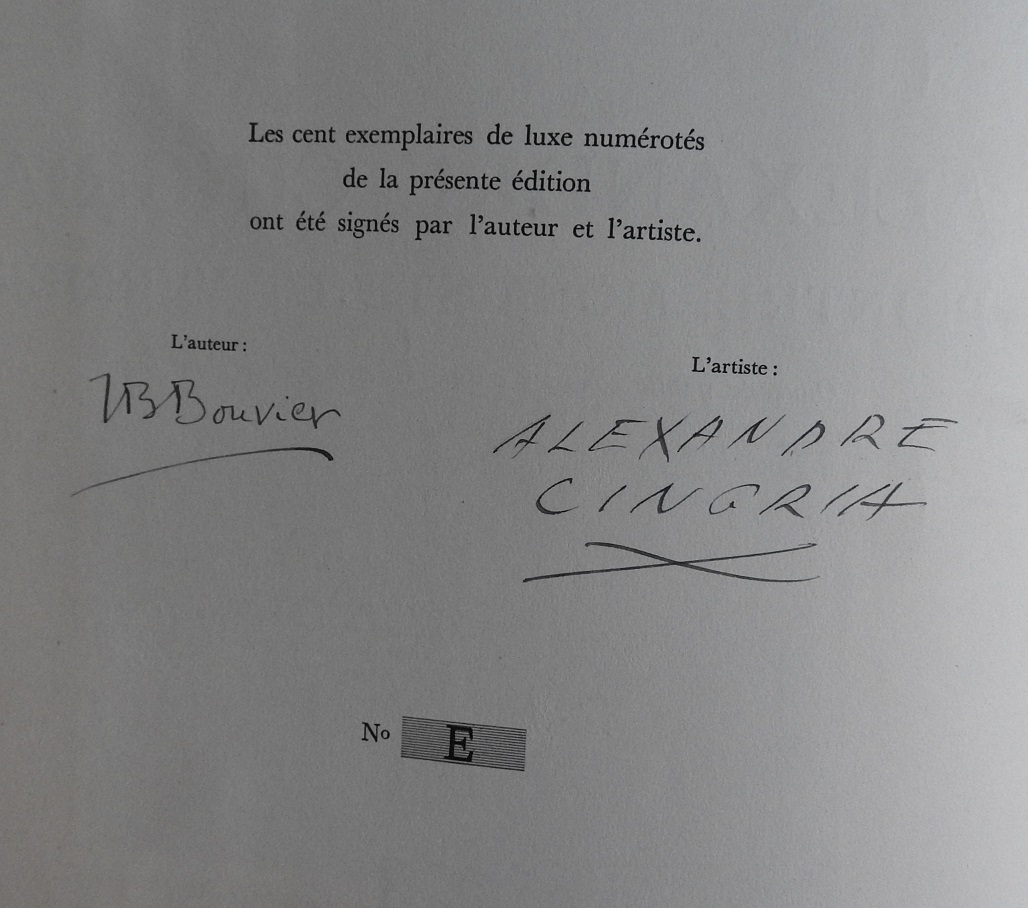 Les cent exemplaires de luxe numérotés
de la présente édition
ont été signés par l'auteur et l'artiste.
L'auteur :
JB Bouvier
L'artiste :
ALEXANDRE
CINGRIA
No E